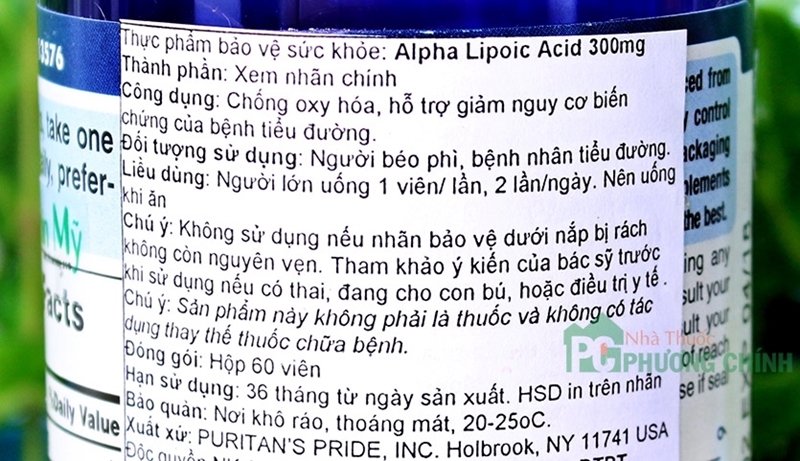 3576
Thực phẩm bảo vệ sức khỏe: Alpha Lipoic Acid 300mg
Thành phần: Xem nhãn chính
Công dụng: Chống oxy hóa, hỗ trợ giảm nguy cơ biến
chứng của bệnh tiểu đường.
Đối tượng sử dụng: Người béo phì, bệnh nhân tiểu đường.
Liều dùng: Người lớn uống 1 viên/ lần, 2 lần/ngày. Nên uống
khi ăn
Chú ý: Không sử dụng nếu nhãn bảo vệ dưới nắp bị rách
không còn nguyên vẹn. Tham khảo ý kiến của bác sỹ trước
khi sử dụng nếu có thai, đang cho con bú, hoặc điều trị y tế .
Chú ý: Sản phẩm này không phải là thuốc và không có tác
dụng thay thế thuốc chữa bệnh.
Đóng gói: Hộp 60 viên
Hạn sử dụng: 36 tháng từ ngày sản xuất. HSD in trên nhãn
Bảo quản: Nơi khô ráo, thoáng mát, 20-25oC.
Xuất xứ: PURITAN'S PRIDE, INC. Holbrook, NY 11741 USA
Độc quyền
take one
prefer-
Mỹ
acts
%Daily Value
from
control
ackaging
plements
the best.
ing any
sult your
ult your
of reach
se if seal
Nhà Thuốc
PC PHƯƠNG CHÍNH